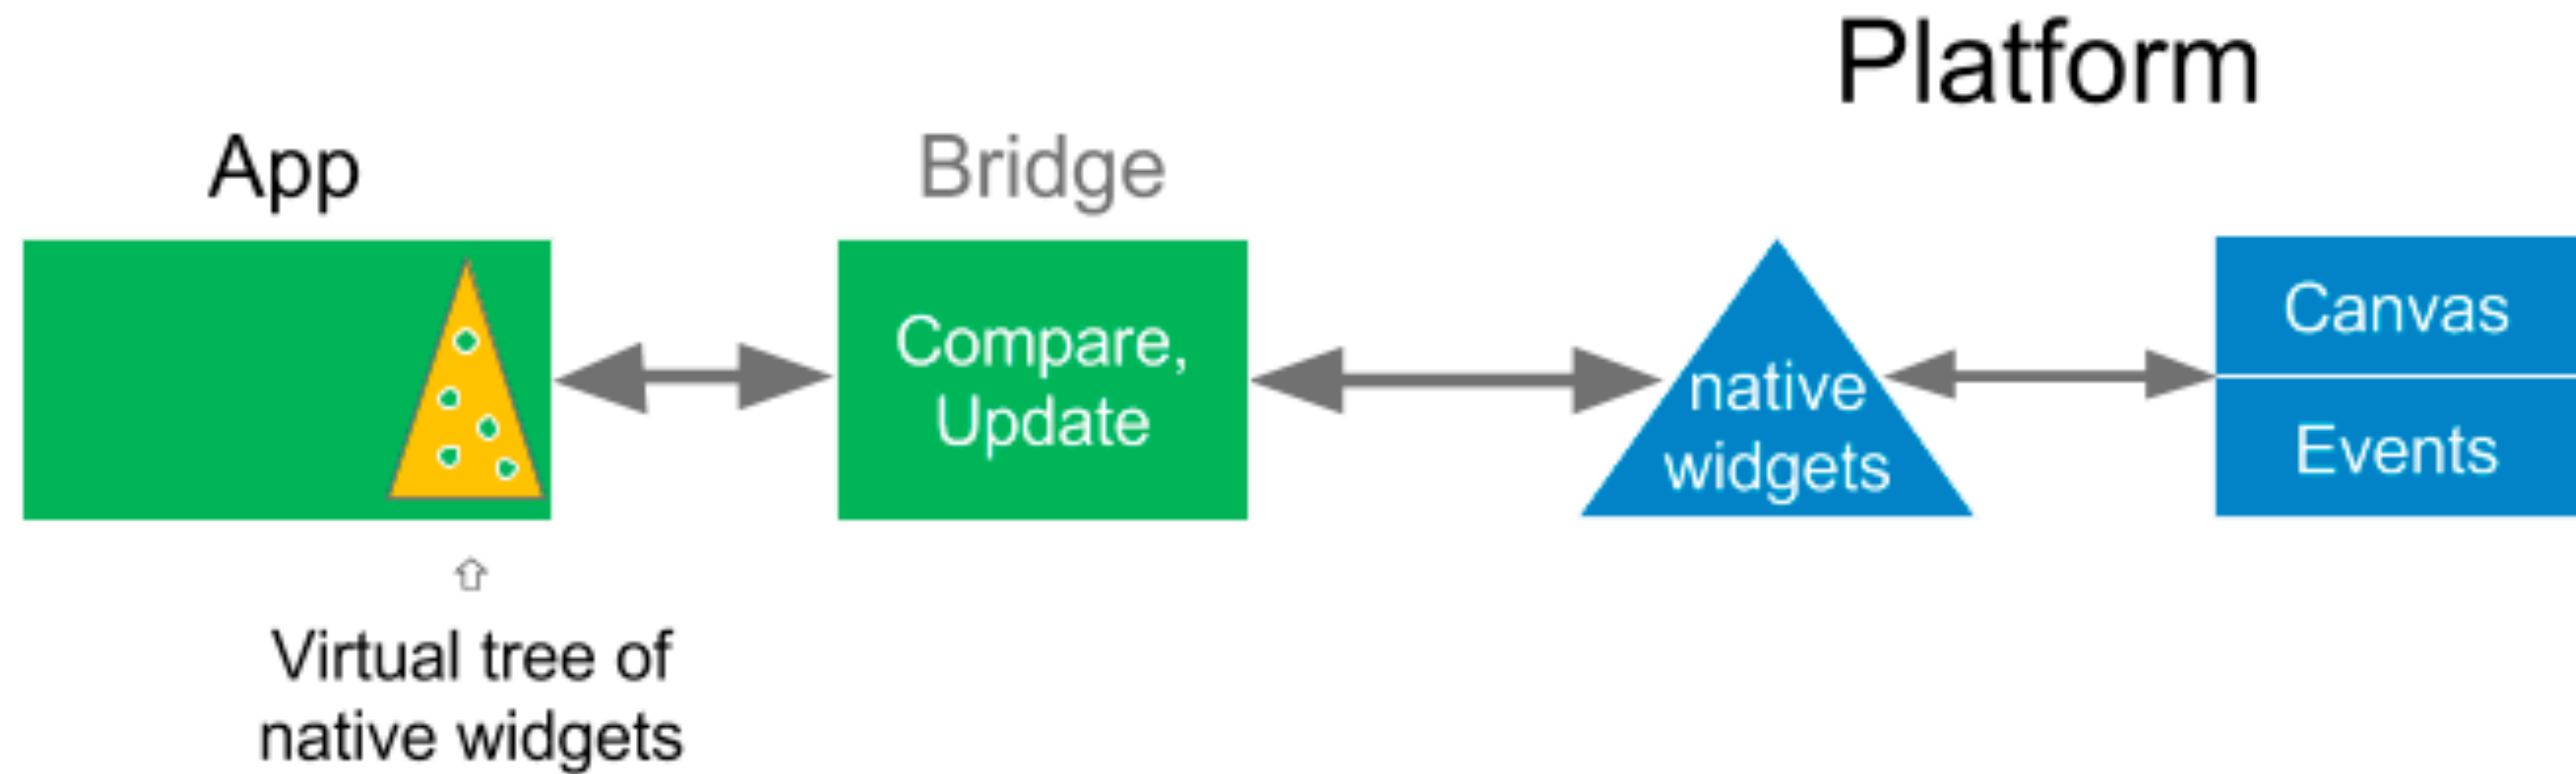 Platform
App
Bridge
Compare,
Update
native
widgets
Canvas
Events
Virtual tree of
native widgets